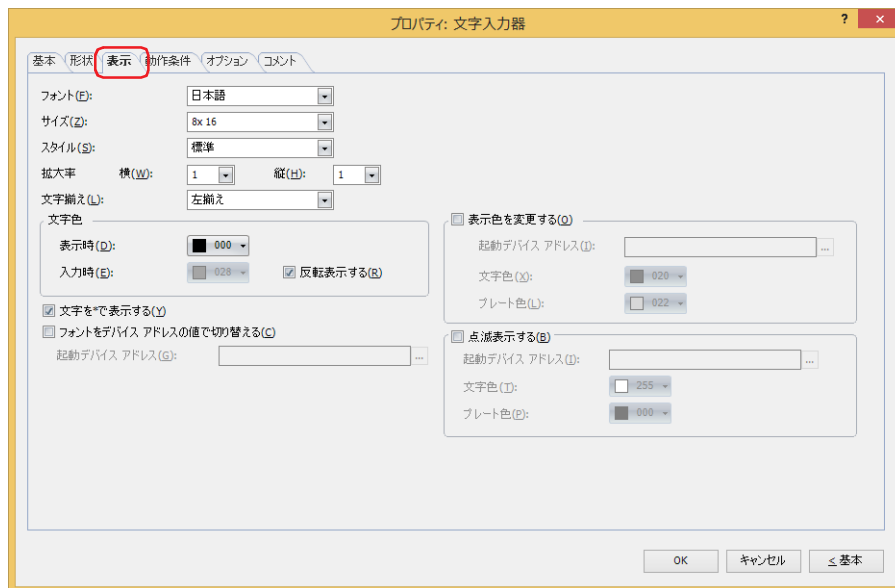 プロパティ: 文字入力器
? ×
基本 形状 表示 動作条件 オプション コメント
フォント(F): 日本語
サイズ(Z): 8x 16
スタイル(S): 標準
拡大率 横(W): 1 縦(H): 1
文字揃え(L): 左揃え
文字色
表示時(D): 000
入力時(E): 028 反転表示する(R)
文字を*で表示する(Y)
フォントをデバイス アドレスの値で切り替える(C)
起動デバイス アドレス(G): ...
表示色を変更する(O)
起動デバイス アドレス(I): ...
文字色(X): 020
プレート色(L): 022
点滅表示する(B)
起動デバイス アドレス(I): ...
文字色(T): 255
プレート色(P): 000
OK キャンセル < 基本